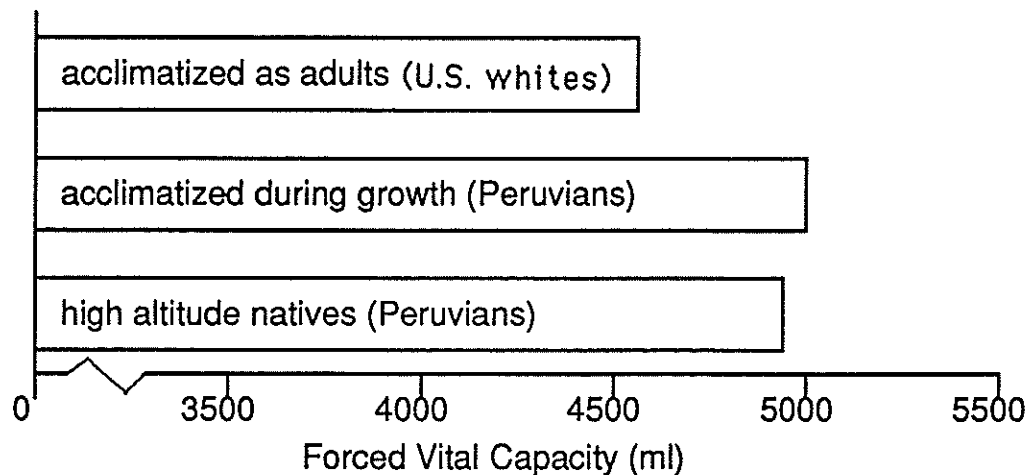 acclimatized as adults (U.S. whites)
acclimatized during growth (Peruvians)
high altitude natives (Peruvians)
0 3500 4000 4500 5000 5500
Forced Vital Capacity (ml)